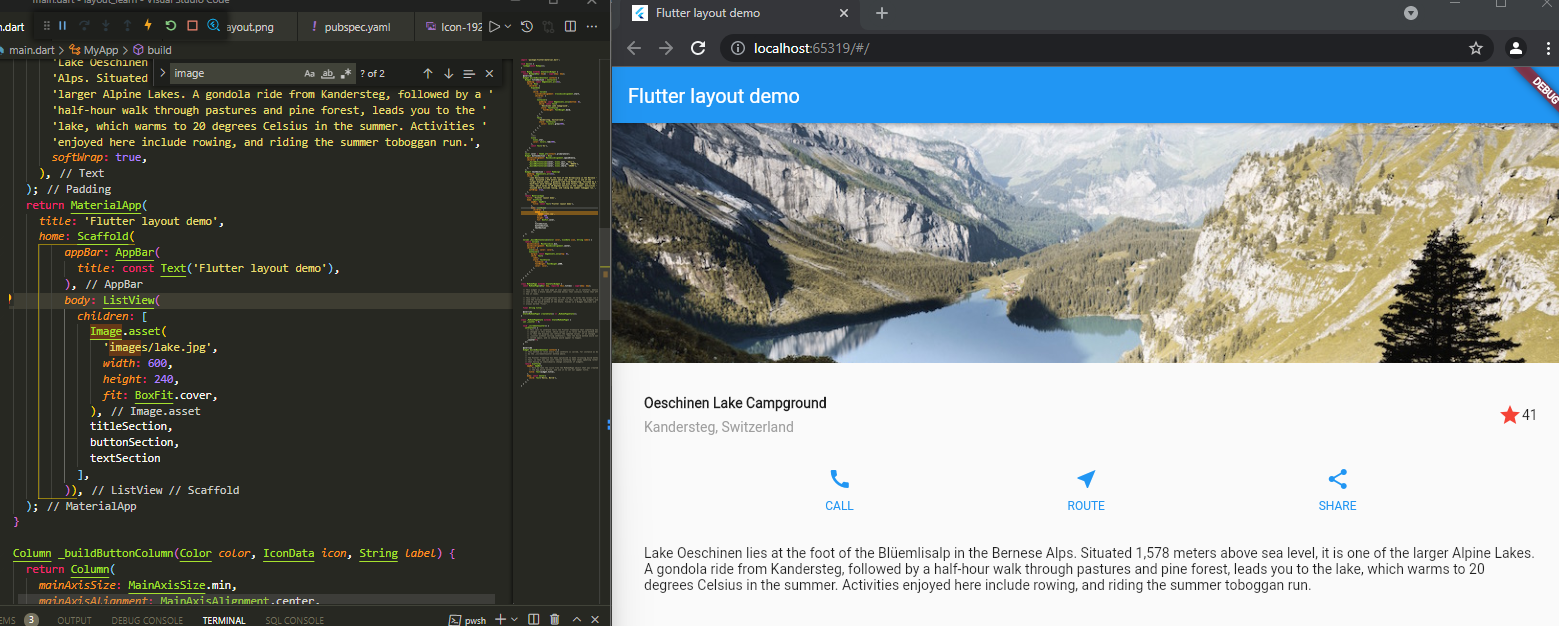 main.dart - layout_learn - Visual Studio Code
.dart
ayout.png
pubspec.yaml
Icon-192
main.dart > MyApp > build
image
Aa ab
? of 2
'Lake Oeschinen
'Alps. Situated
'larger Alpine Lakes. A gondola ride from Kandersteg, followed by a '
'half-hour walk through pastures and pine forest, leads you to the '
'lake, which warms to 20 degrees Celsius in the summer. Activities '
'enjoyed here include rowing, and riding the summer toboggan run.',
softWrap: true,
), // Text
); // Padding
return MaterialApp(
title: 'Flutter layout demo',
home: Scaffold(
appBar: AppBar(
title: const Text('Flutter layout demo'),
), // AppBar
body: ListView(
children: [
Image.asset(
'images/lake.jpg',
width: 600,
height: 240,
fit: BoxFit.cover,
), // Image.asset
titleSection,
buttonSection,
textSection
],
)), // ListView // Scaffold
); // MaterialApp
}
Column _buildButtonColumn(Color color, IconData icon, String label) {
return Column(
mainAxisSize: MainAxisSize.min,
mainAxisAlignment: MainAxisAlignment.center,
EMS 3 OUTPUT DEBUG CONSOLE TERMINAL SQL CONSOLE
pwsh
Flutter layout demo
localhost:65319/#/
Flutter layout demo
DEBUG
Oeschinen Lake Campground
Kandersteg, Switzerland
41
CALL
ROUTE
SHARE
Lake Oeschinen lies at the foot of the Blüemlisalp in the Bernese Alps. Situated 1,578 meters above sea level, it is one of the larger Alpine Lakes.
A gondola ride from Kandersteg, followed by a half-hour walk through pastures and pine forest, leads you to the lake, which warms to 20
degrees Celsius in the summer. Activities enjoyed here include rowing, and riding the summer toboggan run.